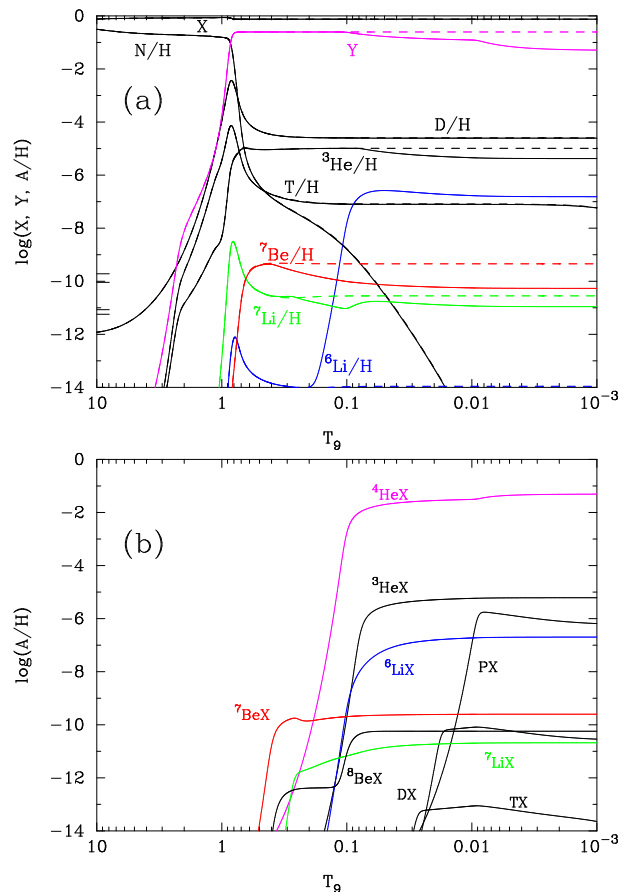 0
−2
−4
−6
−8
−10
−12
−14
log(X, Y, A/H)
X
N/H
Y
(a)
D/H
³He/H
T/H
⁷Be/H
⁷Li/H
⁶Li/H
10
1
0.1
0.01
10⁻³
T₉
0
−2
−4
−6
−8
−10
−12
−14
log(A/H)
(b)
⁴HeX
³HeX
⁶LiX
PX
⁷BeX
⁸BeX
⁷LiX
DX
TX
10
1
0.1
0.01
10⁻³
T₉